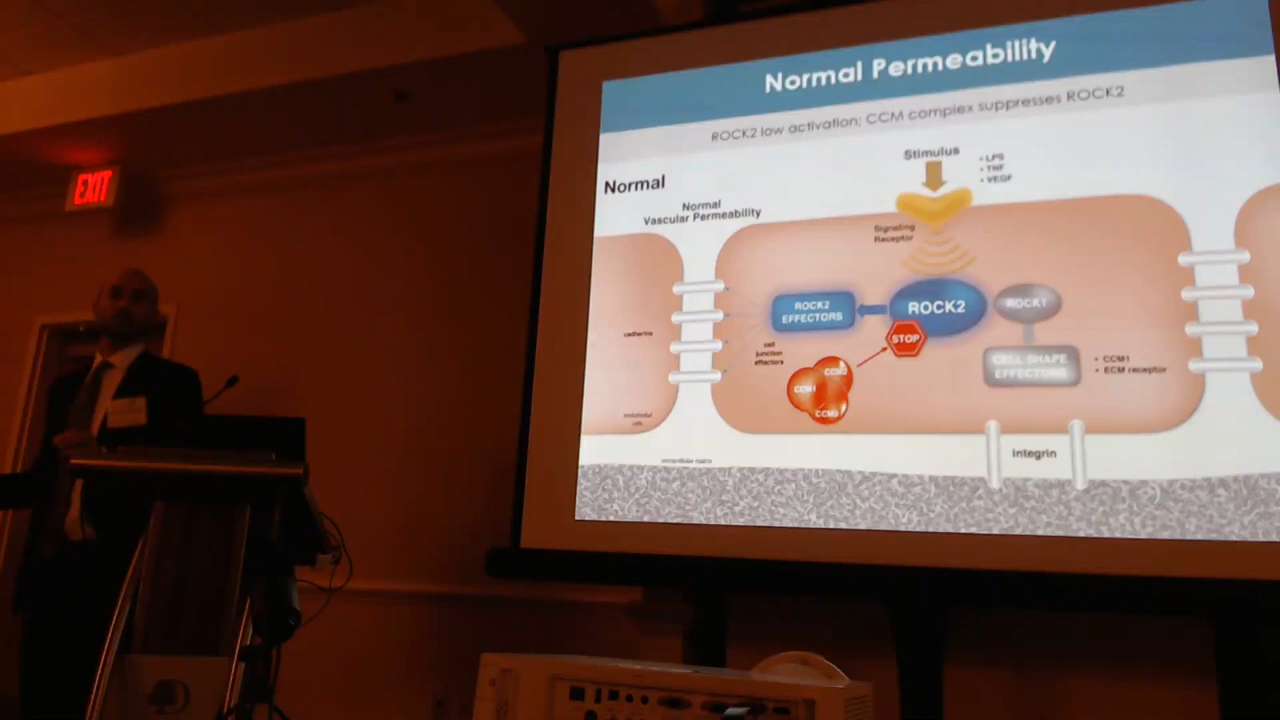 EXIT
Normal Permeability
ROCK2 low activation; CCM complex suppresses ROCK2
Stimulus
• LPS
• TNF
• VEGF
Normal
Normal
Vascular Permeability
Signaling
Receptor
ROCK2
EFFECTORS
ROCK2
ROCK1
STOP
cadherins
cell
junction
effectors
CELL SHAPE
EFFECTORS
• CCM1
• ECM receptor
CCM1
endothelial
cells
Integrin
extracellular matrix